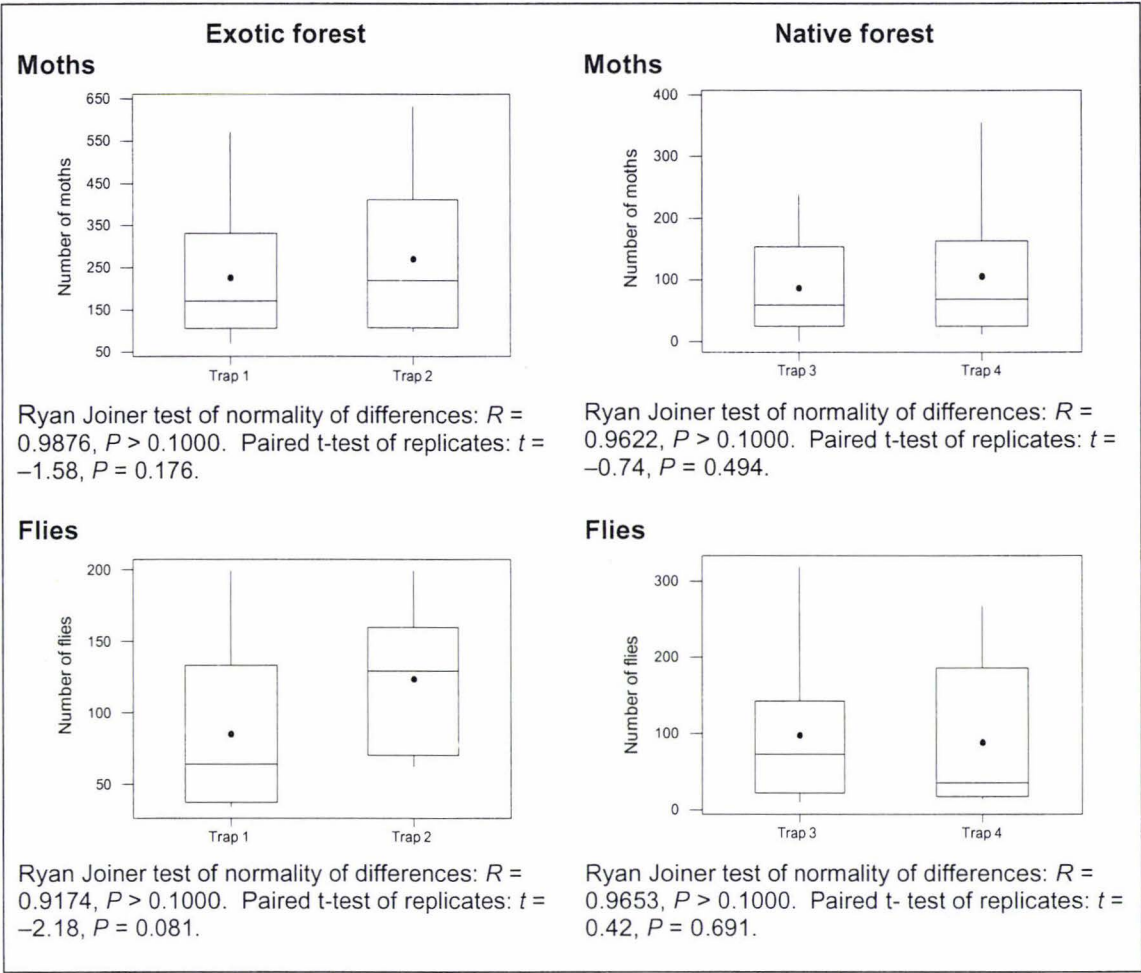 Exotic forest
Moths
650
550
450
350
250
150
50
Number of moths
Trap 1
Trap 2
Ryan Joiner test of normality of differences: R =
0.9876, P > 0.1000. Paired t-test of replicates: t =
–1.58, P = 0.176.
Native forest
Moths
400
300
200
100
0
Number of moths
Trap 3
Trap 4
Ryan Joiner test of normality of differences: R =
0.9622, P > 0.1000. Paired t-test of replicates: t =
–0.74, P = 0.494.
Flies
200
150
100
50
Number of flies
Trap 1
Trap 2
Ryan Joiner test of normality of differences: R =
0.9174, P > 0.1000. Paired t-test of replicates: t =
–2.18, P = 0.081.
Flies
300
200
100
0
Number of flies
Trap 3
Trap 4
Ryan Joiner test of normality of differences: R =
0.9653, P > 0.1000. Paired t- test of replicates: t =
0.42, P = 0.691.